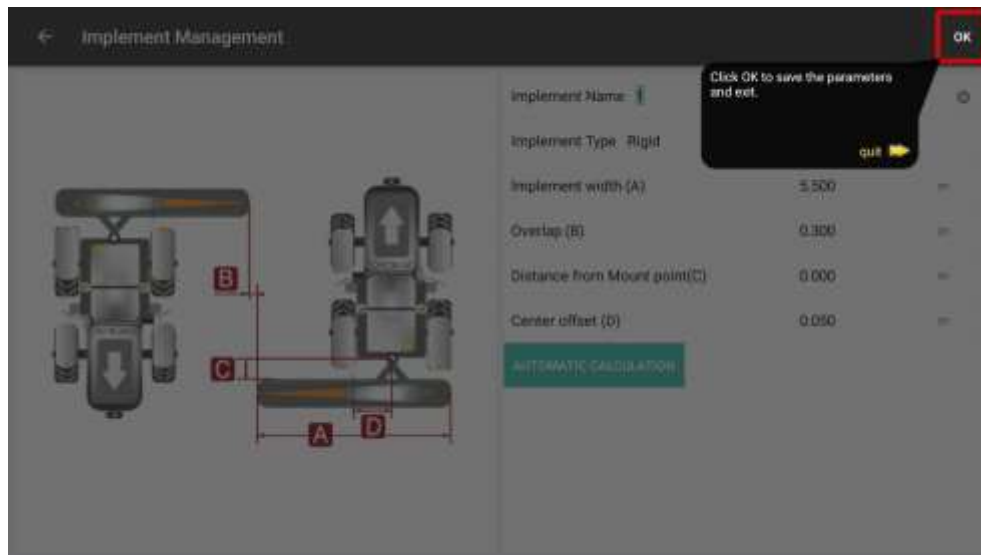 Implement Management
OK
Click OK to save the parameters
and exit.
quit
Implement Name 1
Implement Type Rigid
Implement width (A) 5.500 m
Overlap (B) 0.300 m
Distance from Mount point(C) 0.000 m
Center offset (D) 0.050 m
AUTOMATIC CALCULATION
B
C
A
D